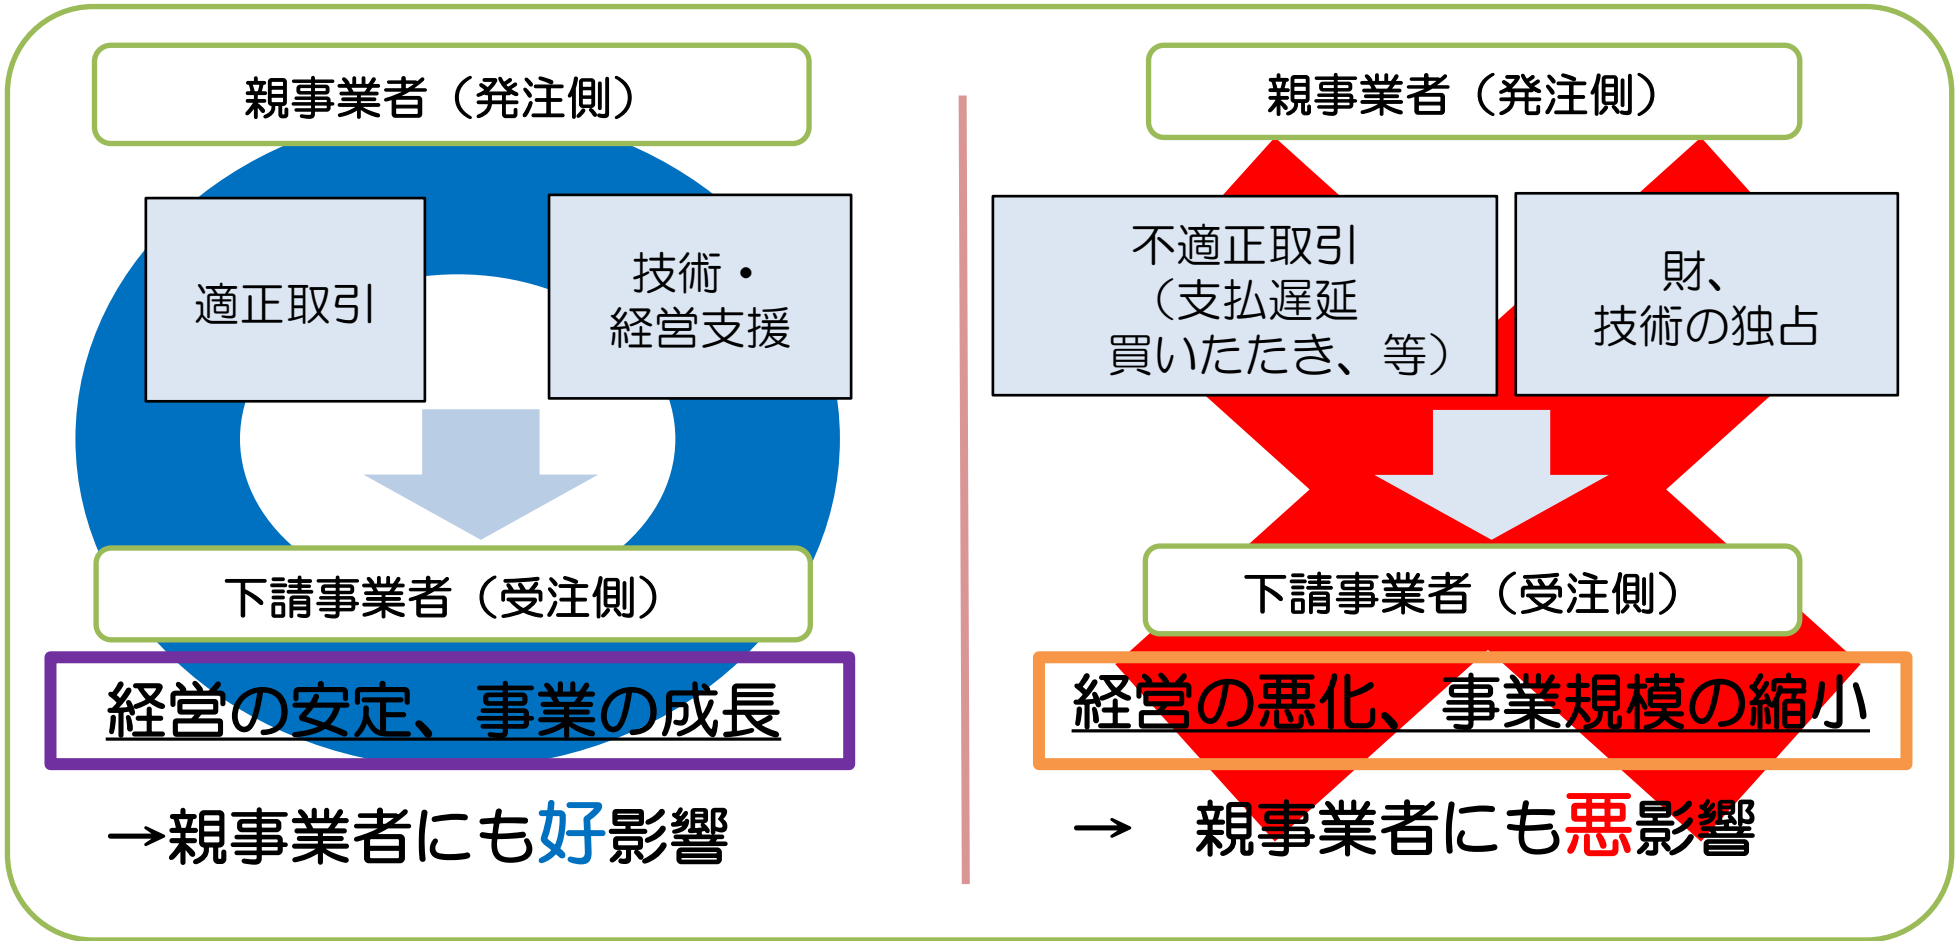 親事業者（発注側）
適正取引
技術・
経営支援
下請事業者（受注側）
経営の安定、事業の成長
→親事業者にも好影響
親事業者（発注側）
不適正取引
（支払遅延
買いたたき、等）
財、
技術の独占
下請事業者（受注側）
経営の悪化、事業規模の縮小
→　親事業者にも悪影響